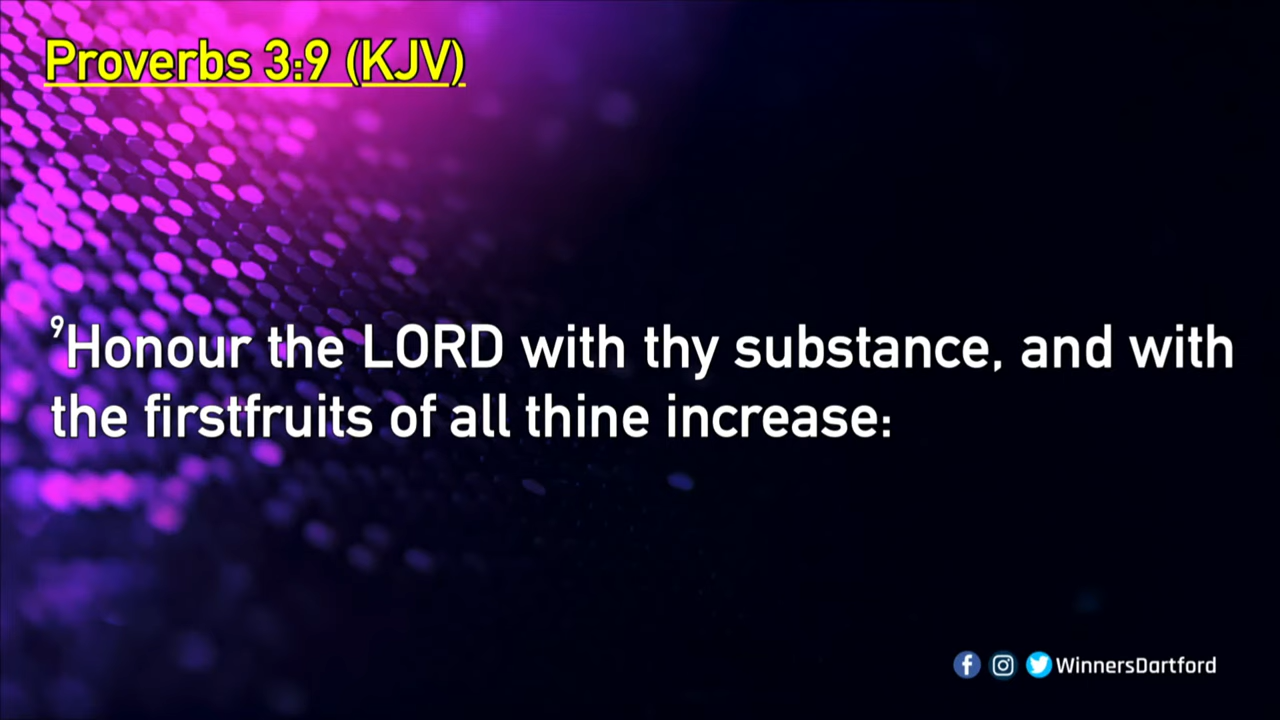 Proverbs 3:9 (KJV)
⁹Honour the LORD with thy substance, and with
the firstfruits of all thine increase:
WinnersDartford